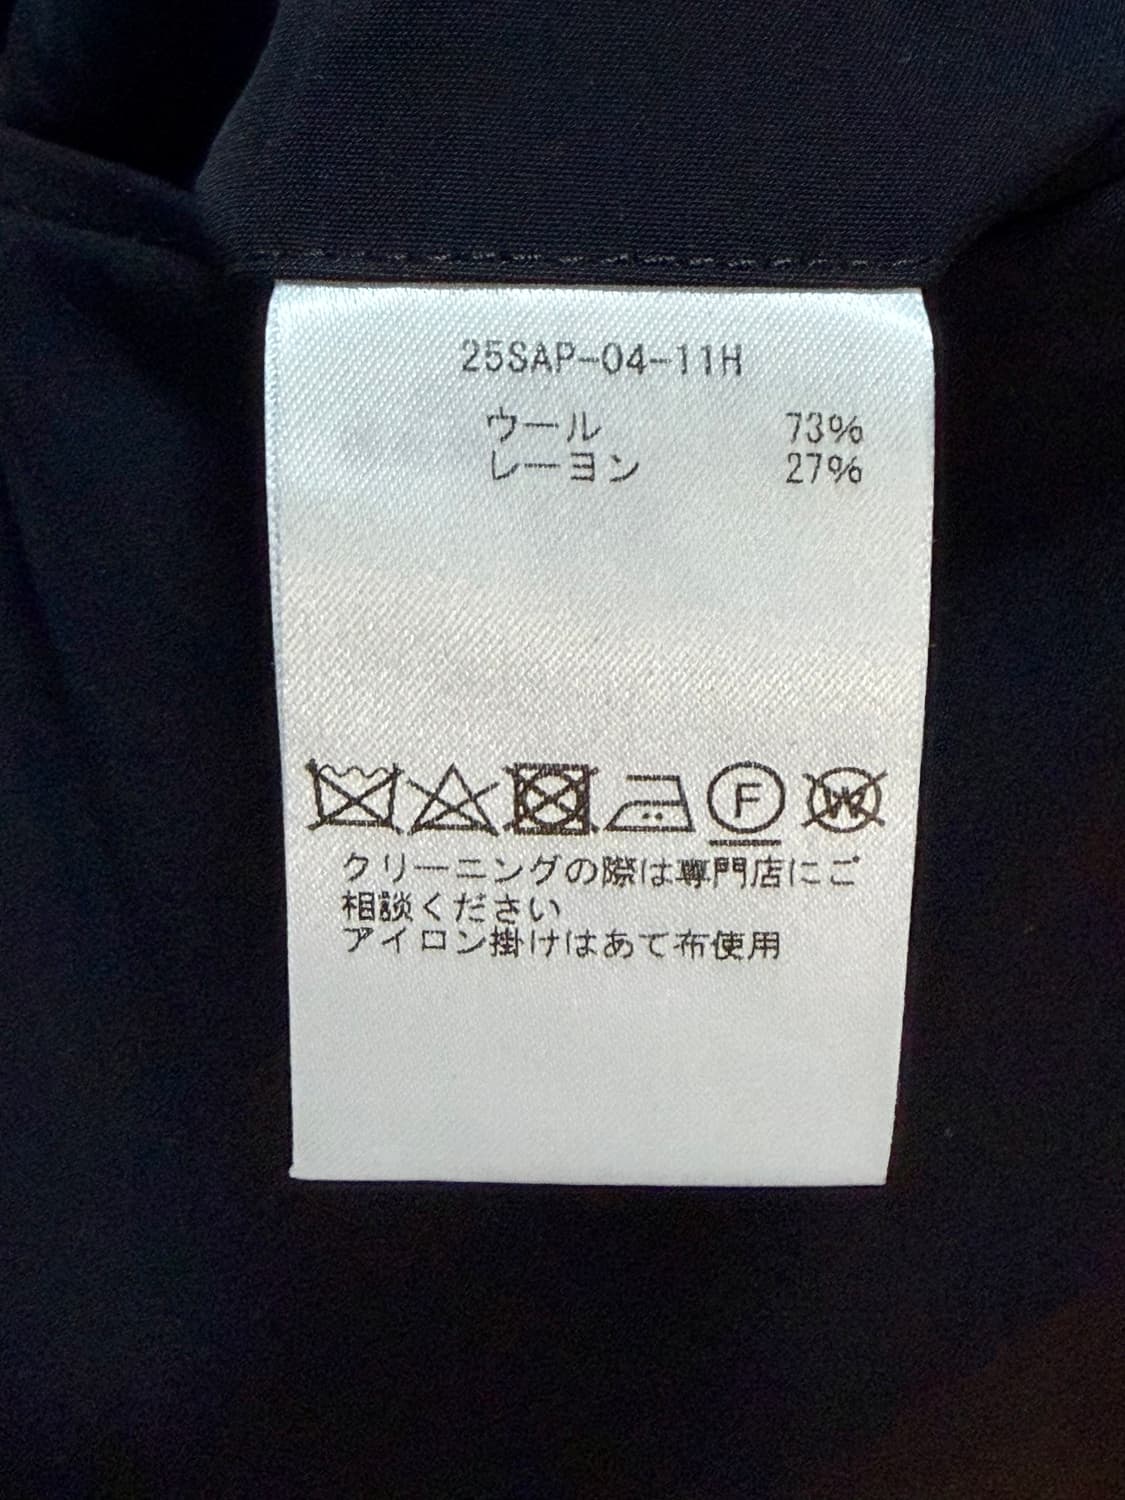 25SAP-04-11H
ウール 73%
レーヨン 27%
F W
クリーニングの際は専門店にご
相談ください
アイロン掛けはあて布使用